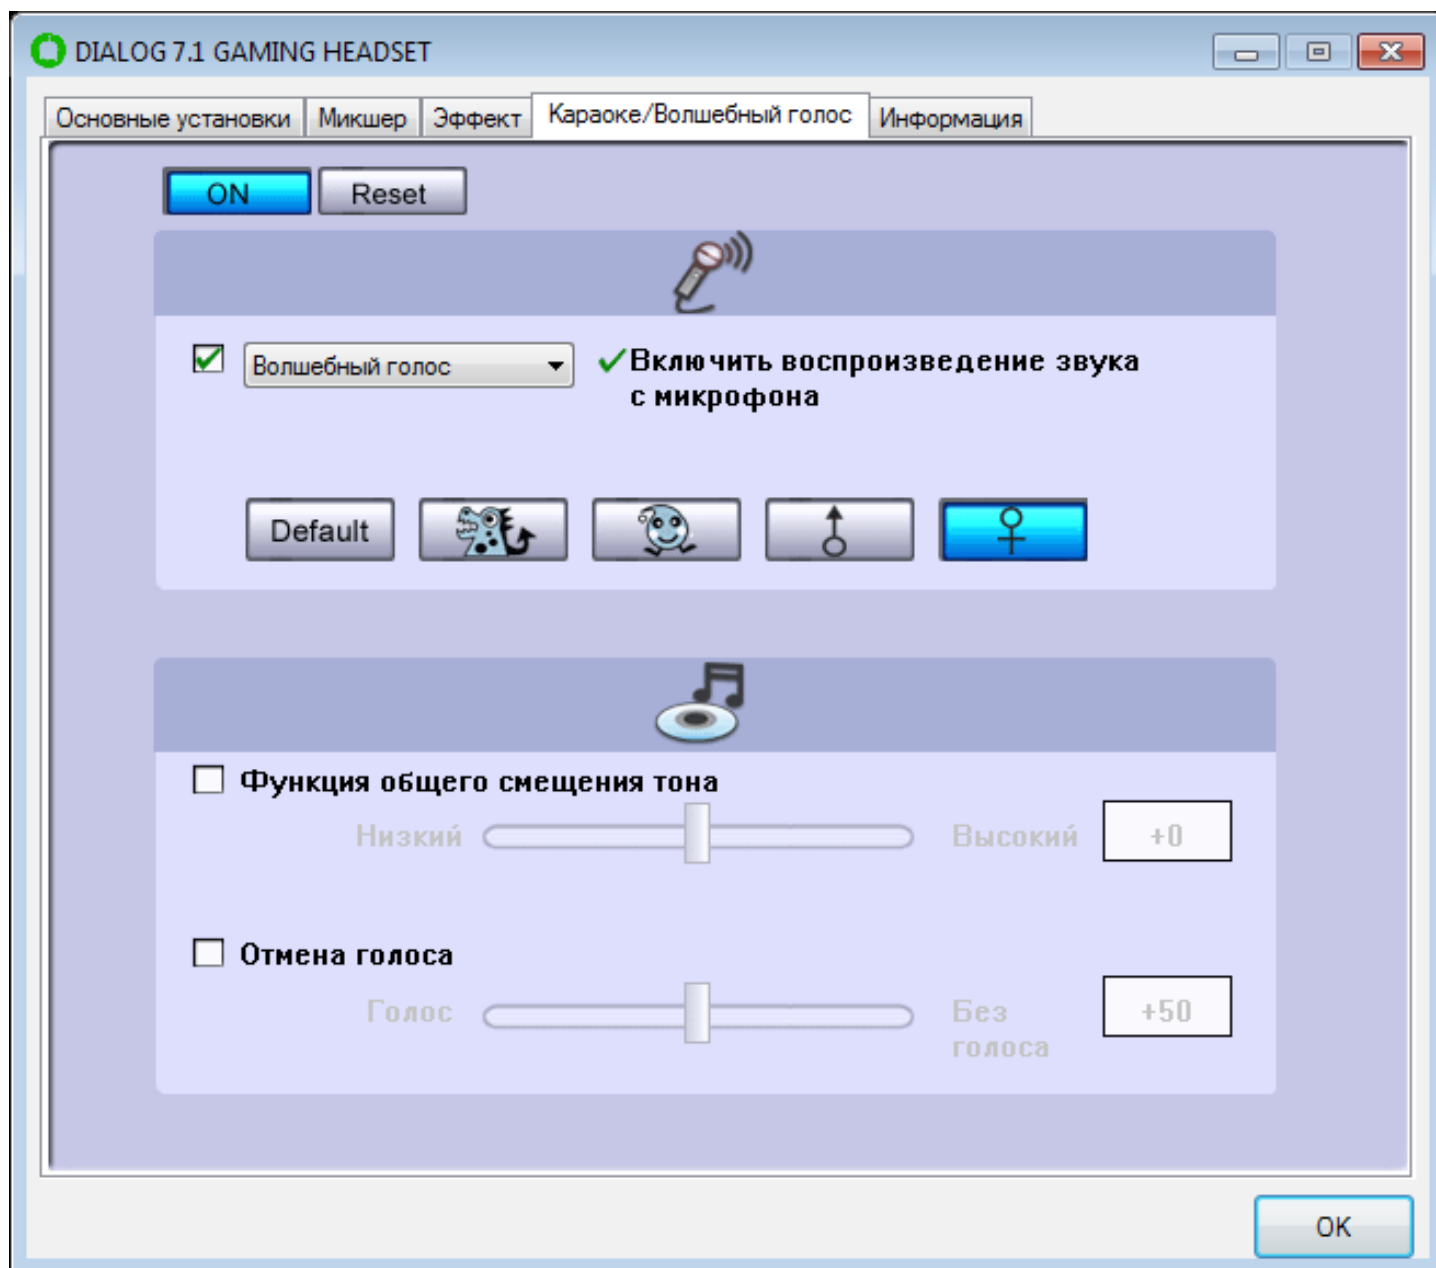 DIALOG 7.1 GAMING HEADSET
Основные установки Микшер Эффект Караоке/Волшебный голос Информация
ON Reset
Волшебный голос Включить воспроизведение звука
с микрофона
Default
Функция общего смещения тона
Низкий Высокий +0
Отмена голоса
Голос Без +50
голоса
OK